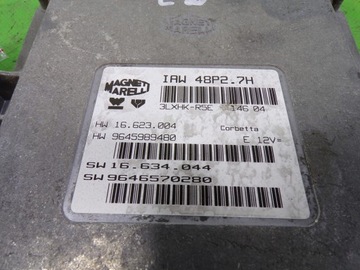 MAGNETI
MARELLI
IAW 48P2.7H
3LXHK-R5E 146 04
HW 16.623.004
Corbetta
HW 9645989480
E 12V=
SW 16.634.044
SW 9646570280